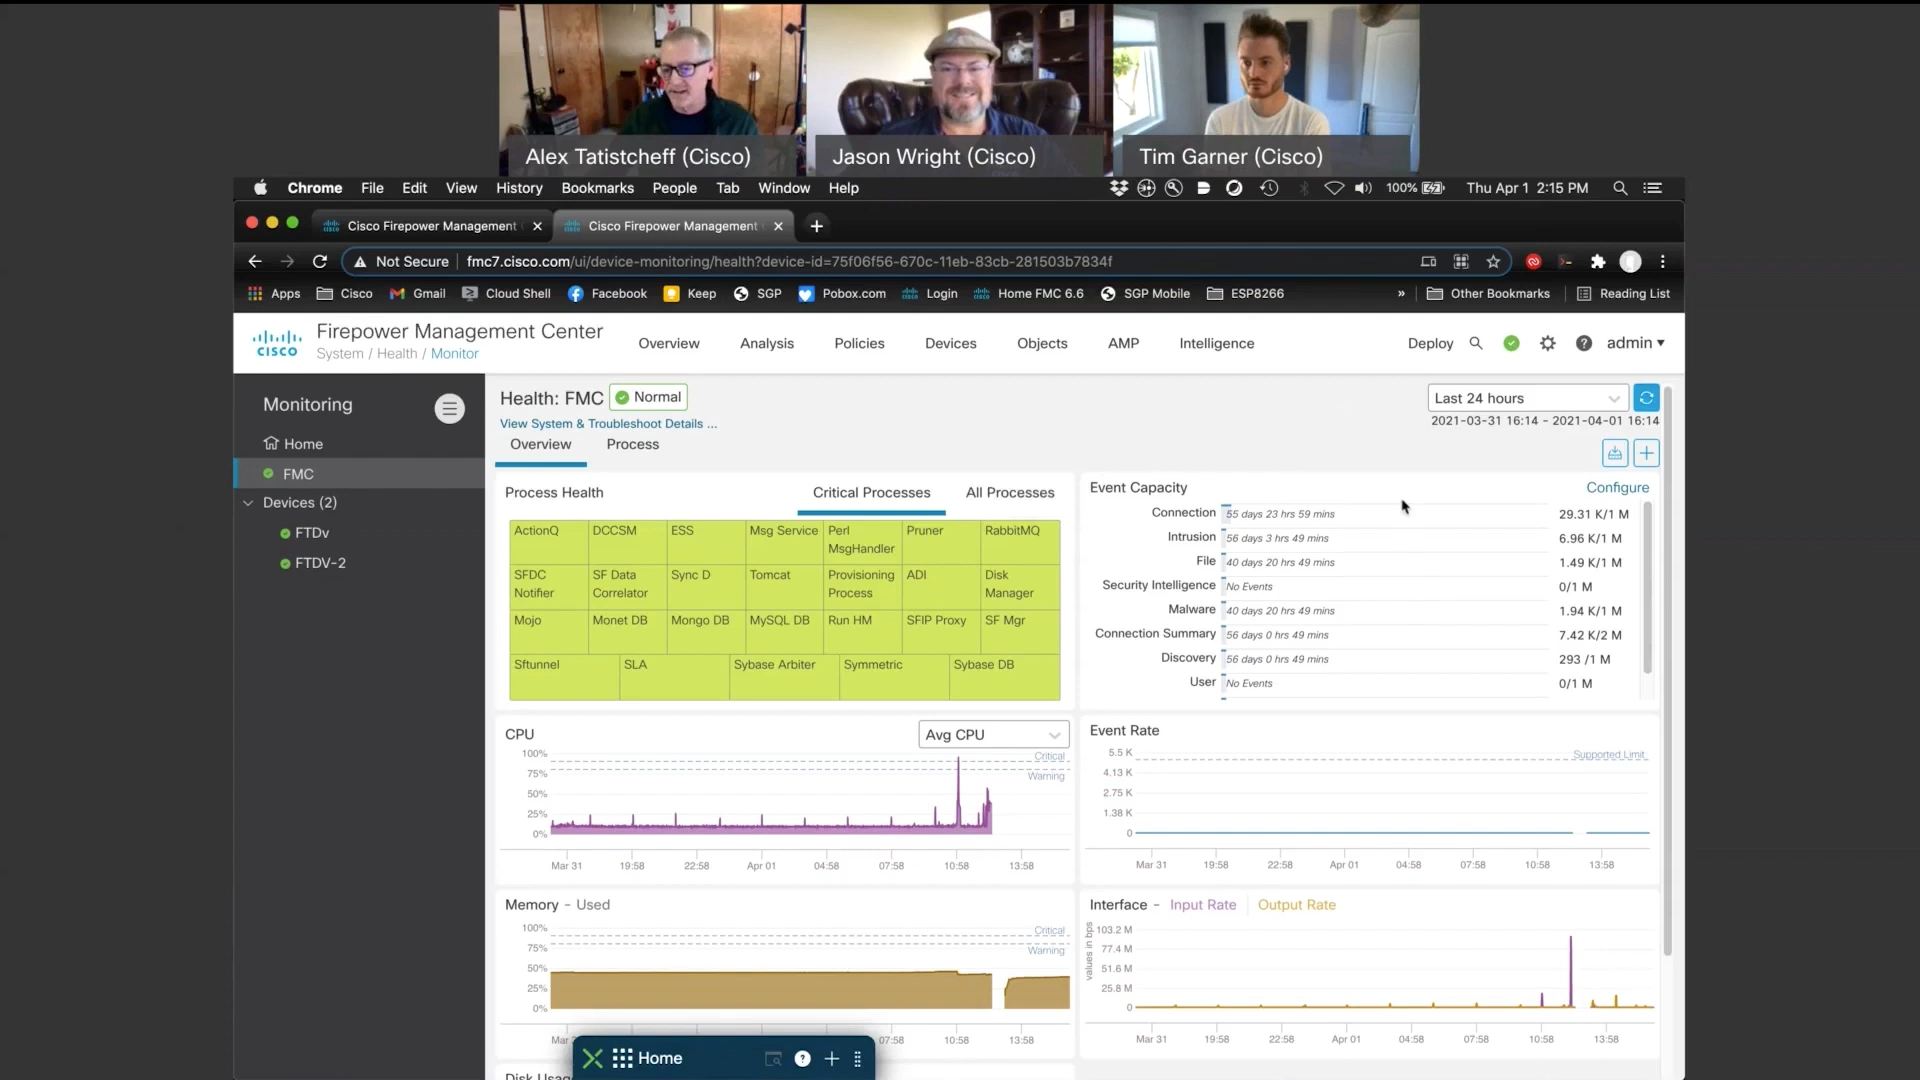 Alex Tatistcheff (Cisco)
Jason Wright (Cisco)
Tim Garner (Cisco)
Chrome File Edit View History Bookmarks People Tab Window Help 100% Thu Apr 1 2:15 PM
Cisco Firepower Management
Cisco Firepower Management
Not Secure fmc7.cisco.com/ui/device-monitoring/health?device-id=75f06f56-670c-11eb-83cb-281503b7834f
Apps Cisco Gmail Cloud Shell Facebook Keep SGP Pobox.com Login Home FMC 6.6 SGP Mobile ESP8266 » Other Bookmarks Reading List
CISCO
Firepower Management Center
System / Health / Monitor
Overview Analysis Policies Devices Objects AMP Intelligence Deploy admin
Monitoring
Home
FMC
Devices (2)
FTDv
FTDV-2
Health: FMC Normal
View System & Troubleshoot Details ...
Last 24 hours
2021-03-31 16:14 - 2021-04-01 16:14
Overview Process
Process Health Critical Processes All Processes
ActionQ DCCSM ESS Msg Service Perl MsgHandler Pruner RabbitMQ
SFDC Notifier SF Data Correlator Sync D Tomcat Provisioning Process ADI Disk Manager
Mojo Monet DB Mongo DB MySQL DB Run HM SFIP Proxy SF Mgr
Sftunnel SLA Sybase Arbiter Symmetric Sybase DB
Event Capacity Configure
Connection 55 days 23 hrs 59 mins 29.31 K/1 M
Intrusion 56 days 3 hrs 49 mins 6.96 K/1 M
File 40 days 20 hrs 49 mins 1.49 K/1 M
Security Intelligence No Events 0/1 M
Malware 40 days 20 hrs 49 mins 1.94 K/1 M
Connection Summary 56 days 0 hrs 49 mins 7.42 K/2 M
Discovery 56 days 0 hrs 49 mins 293 /1 M
User No Events 0/1 M
CPU Avg CPU
100%
Critical
75%
Warning
50%
25%
0%
Mar 31 19:58 22:58 Apr 01 04:58 07:58 10:58 13:58
Event Rate
5.5 K
Supported Limit
4.13 K
2.75 K
1.38 K
0
Mar 31 19:58 22:58 Apr 01 04:58 07:58 10:58 13:58
Memory - Used
100%
Critical
75%
Warning
50%
25%
0%
07:58 10:58 13:58
Interface - Input Rate Output Rate
values in bps
103.2 M
77.4 M
51.6 M
25.8 M
0
Mar 31 19:58 22:58 Apr 01 04:58 07:58 10:58 13:58
Home